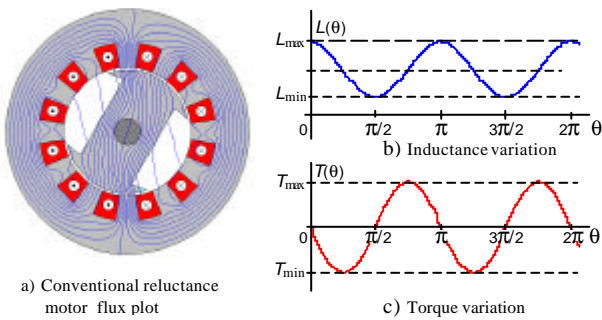 a) Conventional reluctance
motor flux plot
Lmax
L(θ)
Lmin
0 π/2 π 3π/2 2π θ
b) Inductance variation
Tmax
T(θ)
0 π/2 π 3π/2 2π θ
Tmin
c) Torque variation